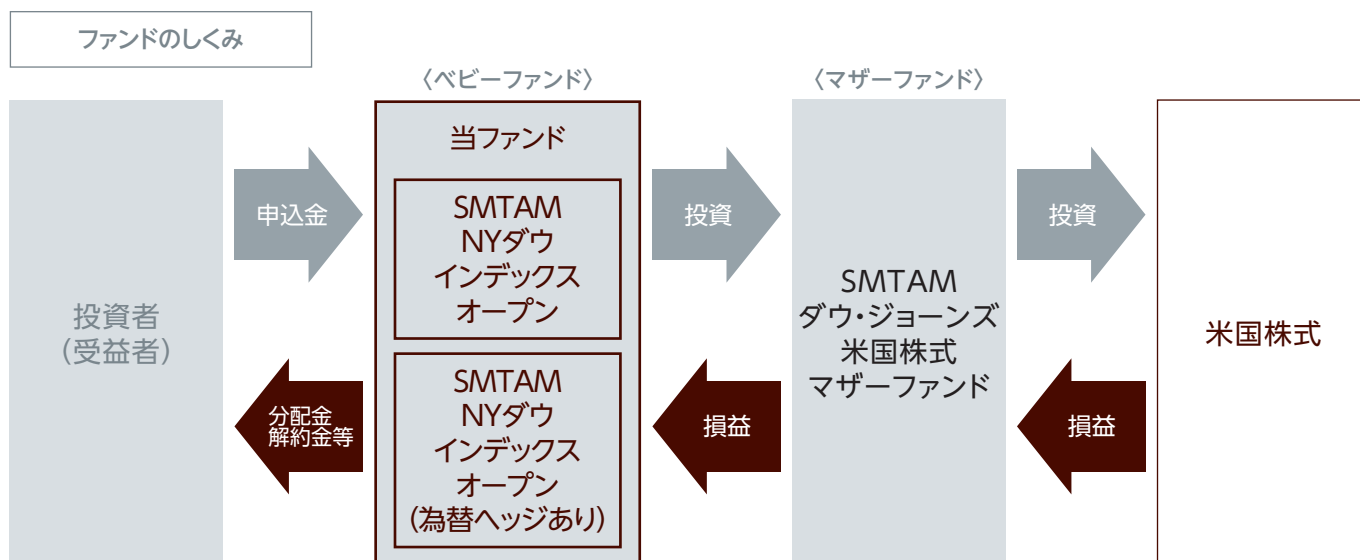 ファンドのしくみ
〈ベビーファンド〉
〈マザーファンド〉
投資者
(受益者)
申込金
分配金
解約金等
当ファンド
SMTAM
NYダウ
インデックス
オープン
SMTAM
NYダウ
インデックス
オープン
(為替ヘッジあり)
投資
損益
SMTAM
ダウ・ジョーンズ
米国株式
マザーファンド
投資
損益
米国株式